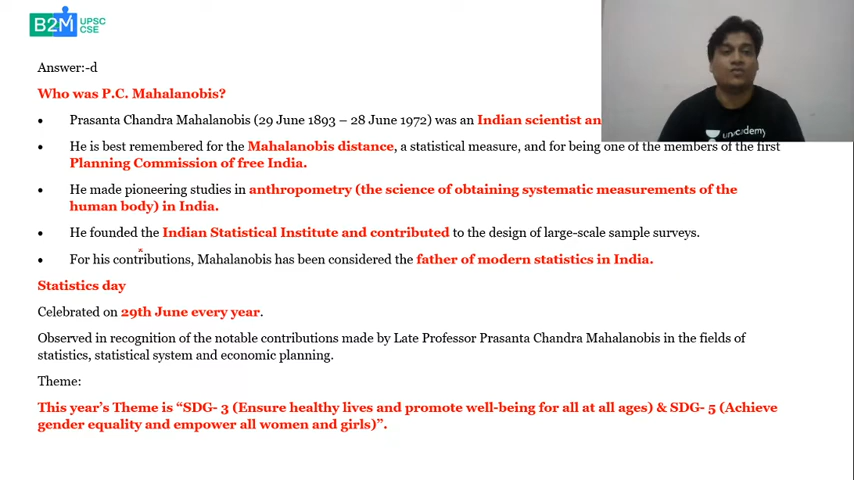 B2M UPSC
CSE
Answer:-d
Who was P.C. Mahalanobis?
• Prasanta Chandra Mahalanobis (29 June 1893 – 28 June 1972) was an Indian scientist an
• He is best remembered for the Mahalanobis distance, a statistical measure, and for being one of the members of the first
Planning Commission of free India.
• He made pioneering studies in anthropometry (the science of obtaining systematic measurements of the
human body) in India.
• He founded the Indian Statistical Institute and contributed to the design of large-scale sample surveys.
• For his contributions, Mahalanobis has been considered the father of modern statistics in India.
Statistics day
Celebrated on 29th June every year.
Observed in recognition of the notable contributions made by Late Professor Prasanta Chandra Mahalanobis in the fields of
statistics, statistical system and economic planning.
Theme:
This year's Theme is “SDG- 3 (Ensure healthy lives and promote well-being for all at all ages) & SDG- 5 (Achieve
gender equality and empower all women and girls)”.
unacademy